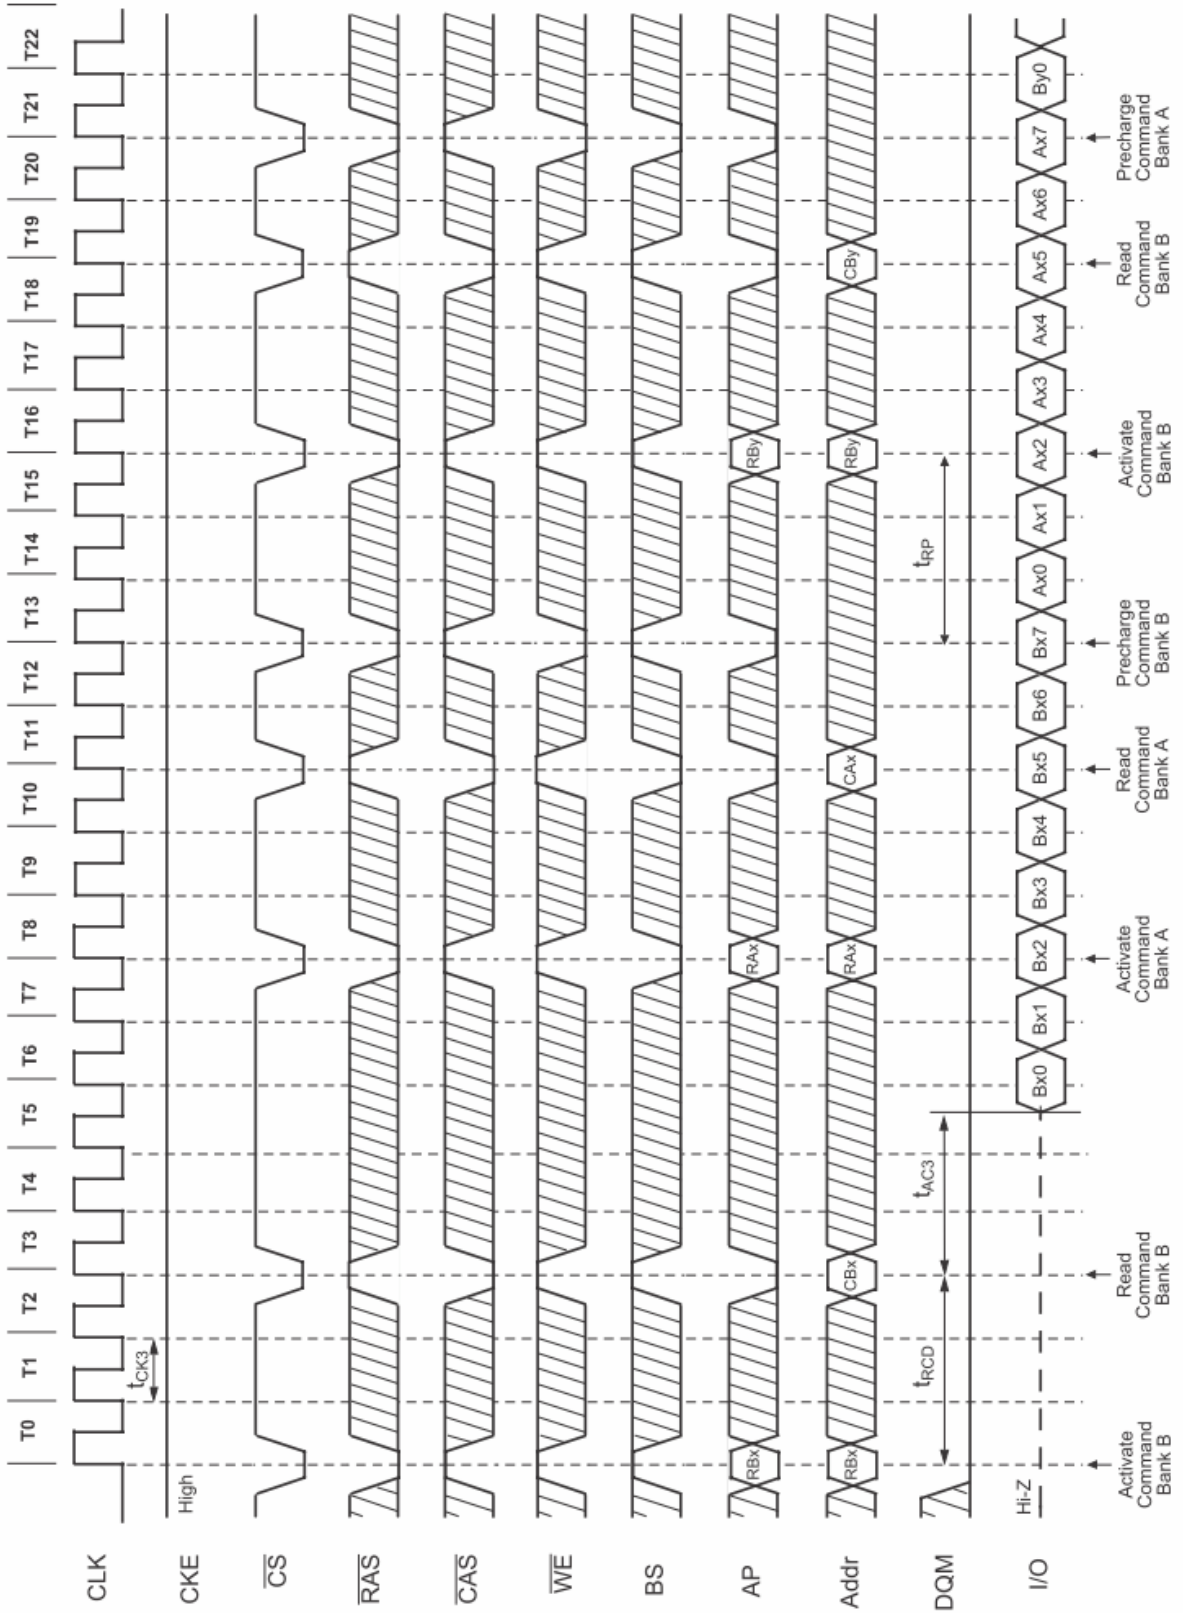 T0 T1 T2 T3 T4 T5 T6 T7 T8 T9 T10 T11 T12 T13 T14 T15 T16 T17 T18 T19 T20 T21 T22
CLK
tCK3
CKE
High
CS
RAS
CAS
WE
BS
AP
RBx RAx RBy
Addr
RBx CBx RAx CAx RBy CBy
DQM
tRCD tAC3 tRP
I/O
Hi-Z
Bx0 Bx1 Bx2 Bx3 Bx4 Bx5 Bx6 Bx7 Ax0 Ax1 Ax2 Ax3 Ax4 Ax5 Ax6 Ax7 By0
Activate
Command
Bank B
Read
Command
Bank B
Activate
Command
Bank A
Read
Command
Bank A
Precharge
Command
Bank B
Activate
Command
Bank B
Read
Command
Bank B
Precharge
Command
Bank A